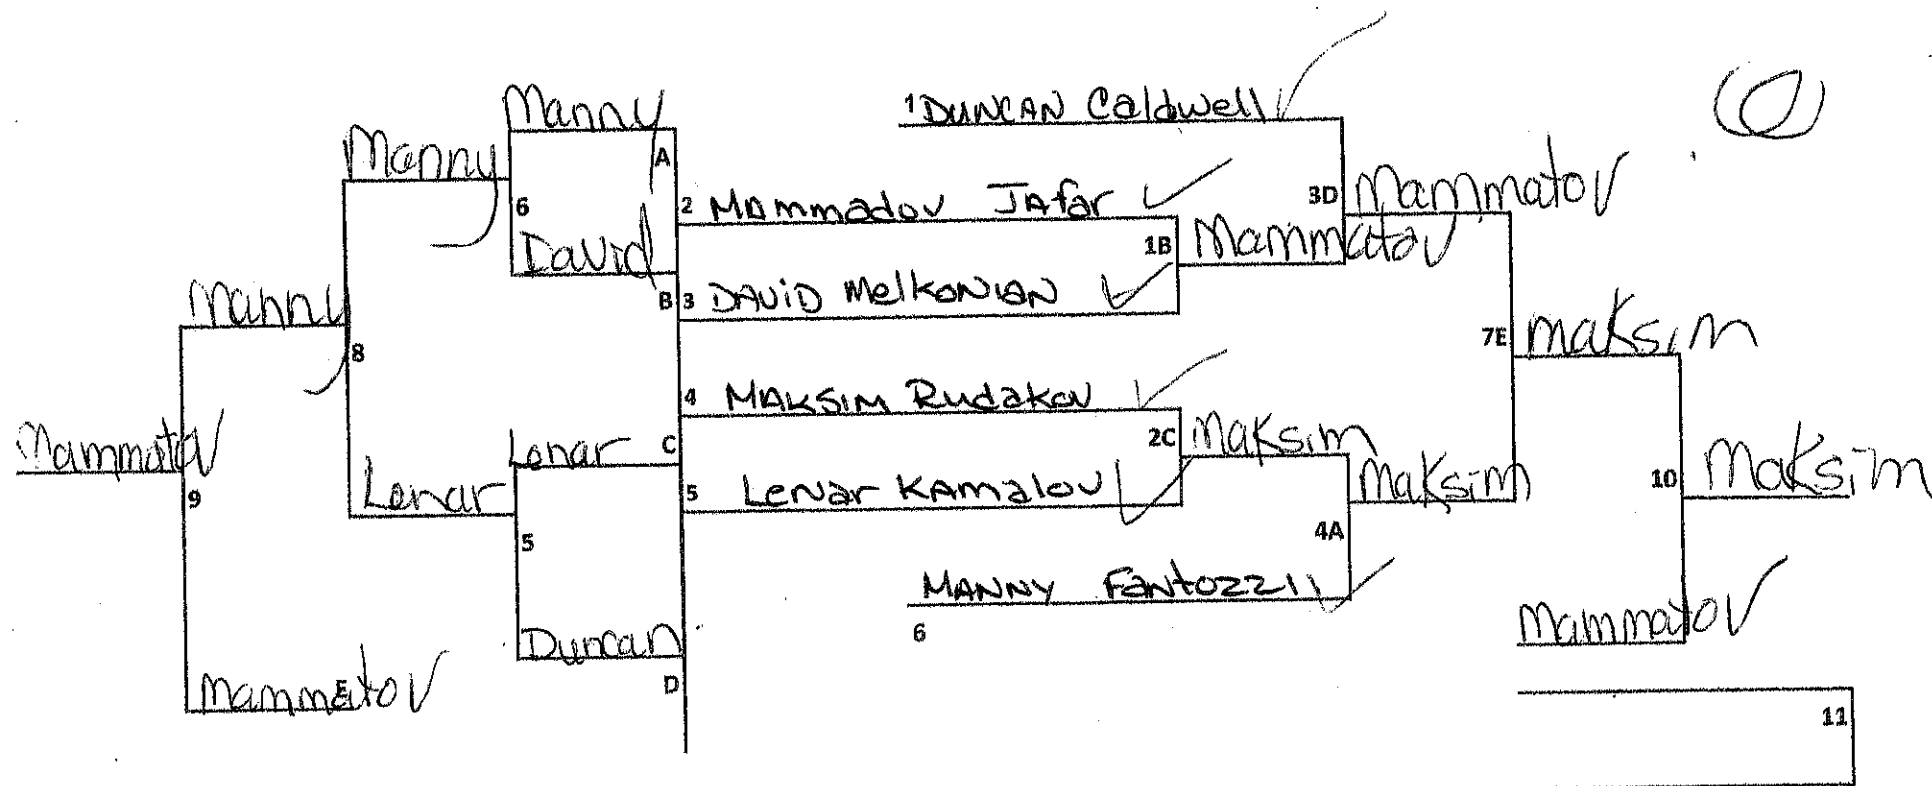 Manny
1 DUNCAN Caldwell
Manny
A
6
2 MAmmadov JAfar
3D
Mammatov
David
1B
Mammatov
Manny
B
3 DAVID MelkONIAN
8
7E
maksim
4 MAKSIM Rudakov
Mammatov
Lenar
C
2C
Maksim
9
Lenar
5 LeNar KAmalov
Maksim
10
Maksim
5
4A
MANNY FaNtozzII
6
Duncan
Mammatov
Mammatov
E
D
11